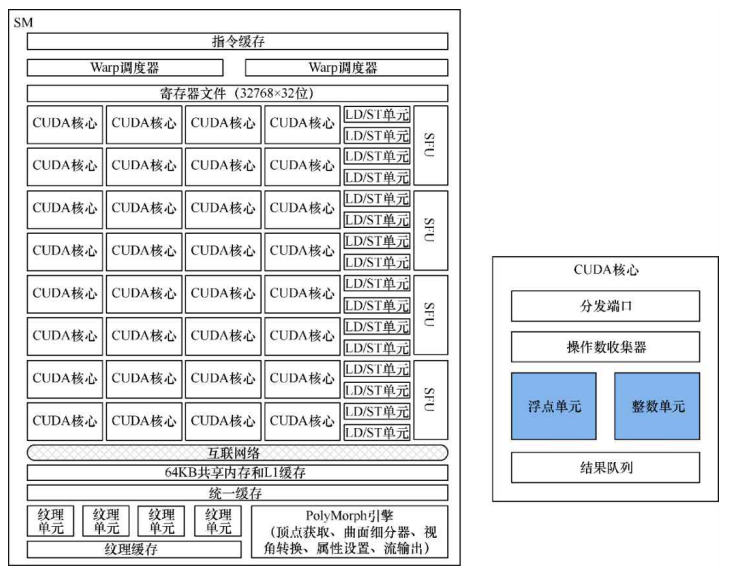 SM
指令缓存
Warp调度器 Warp调度器
寄存器文件（32768×32位）
CUDA核心 CUDA核心 CUDA核心 CUDA核心 LD/ST单元
LD/ST单元
SFU
CUDA核心 CUDA核心 CUDA核心 CUDA核心 LD/ST单元
LD/ST单元
CUDA核心 CUDA核心 CUDA核心 CUDA核心 LD/ST单元
LD/ST单元
SFU
CUDA核心 CUDA核心 CUDA核心 CUDA核心 LD/ST单元
LD/ST单元
CUDA核心 CUDA核心 CUDA核心 CUDA核心 LD/ST单元
LD/ST单元
SFU
CUDA核心 CUDA核心 CUDA核心 CUDA核心 LD/ST单元
LD/ST单元
CUDA核心 CUDA核心 CUDA核心 CUDA核心 LD/ST单元
LD/ST单元
SFU
CUDA核心 CUDA核心 CUDA核心 CUDA核心 LD/ST单元
LD/ST单元
互联网络
64KB共享内存和L1缓存
统一缓存
纹理 纹理 纹理 纹理
单元 单元 单元 单元
纹理缓存
PolyMorph引擎
（顶点获取、曲面细分器、视
角转换、属性设置、流输出）
CUDA核心
分发端口
操作数收集器
浮点单元 整数单元
结果队列